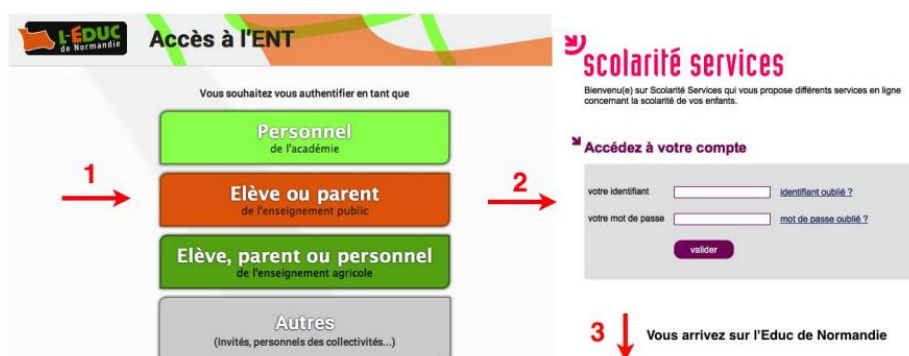 L-ÉDUC
de Normandie
Accès à l'ENT
Vous souhaitez vous authentifier en tant que
Personnel
de l'académie
1
Elève ou parent
de l'enseignement public
Elève, parent ou personnel
de l'enseignement agricole
Autres
(Invités, personnels des collectivités...)
2
scolarité services
Bienvenu(e) sur Scolarité Services qui vous propose différents services en ligne
concernant la scolarité de vos enfants.
Accédez à votre compte
votre identifiant
identifiant oublié ?
votre mot de passe
mot de passe oublié ?
valider
3
Vous arrivez sur l'Educ de Normandie